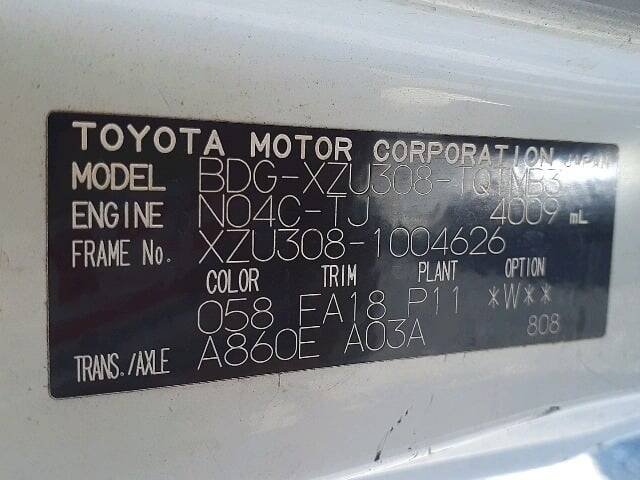 TOYOTA MOTOR CORPORATION JAPAN
MODEL BDG-XZU308-TQTMB3
ENGINE N04C-TJ 4009 mL
FRAME No. XZU308-1004626
COLOR TRIM PLANT OPTION
058 FA18 P11 *W**
TRANS./AXLE A860E A03A 808